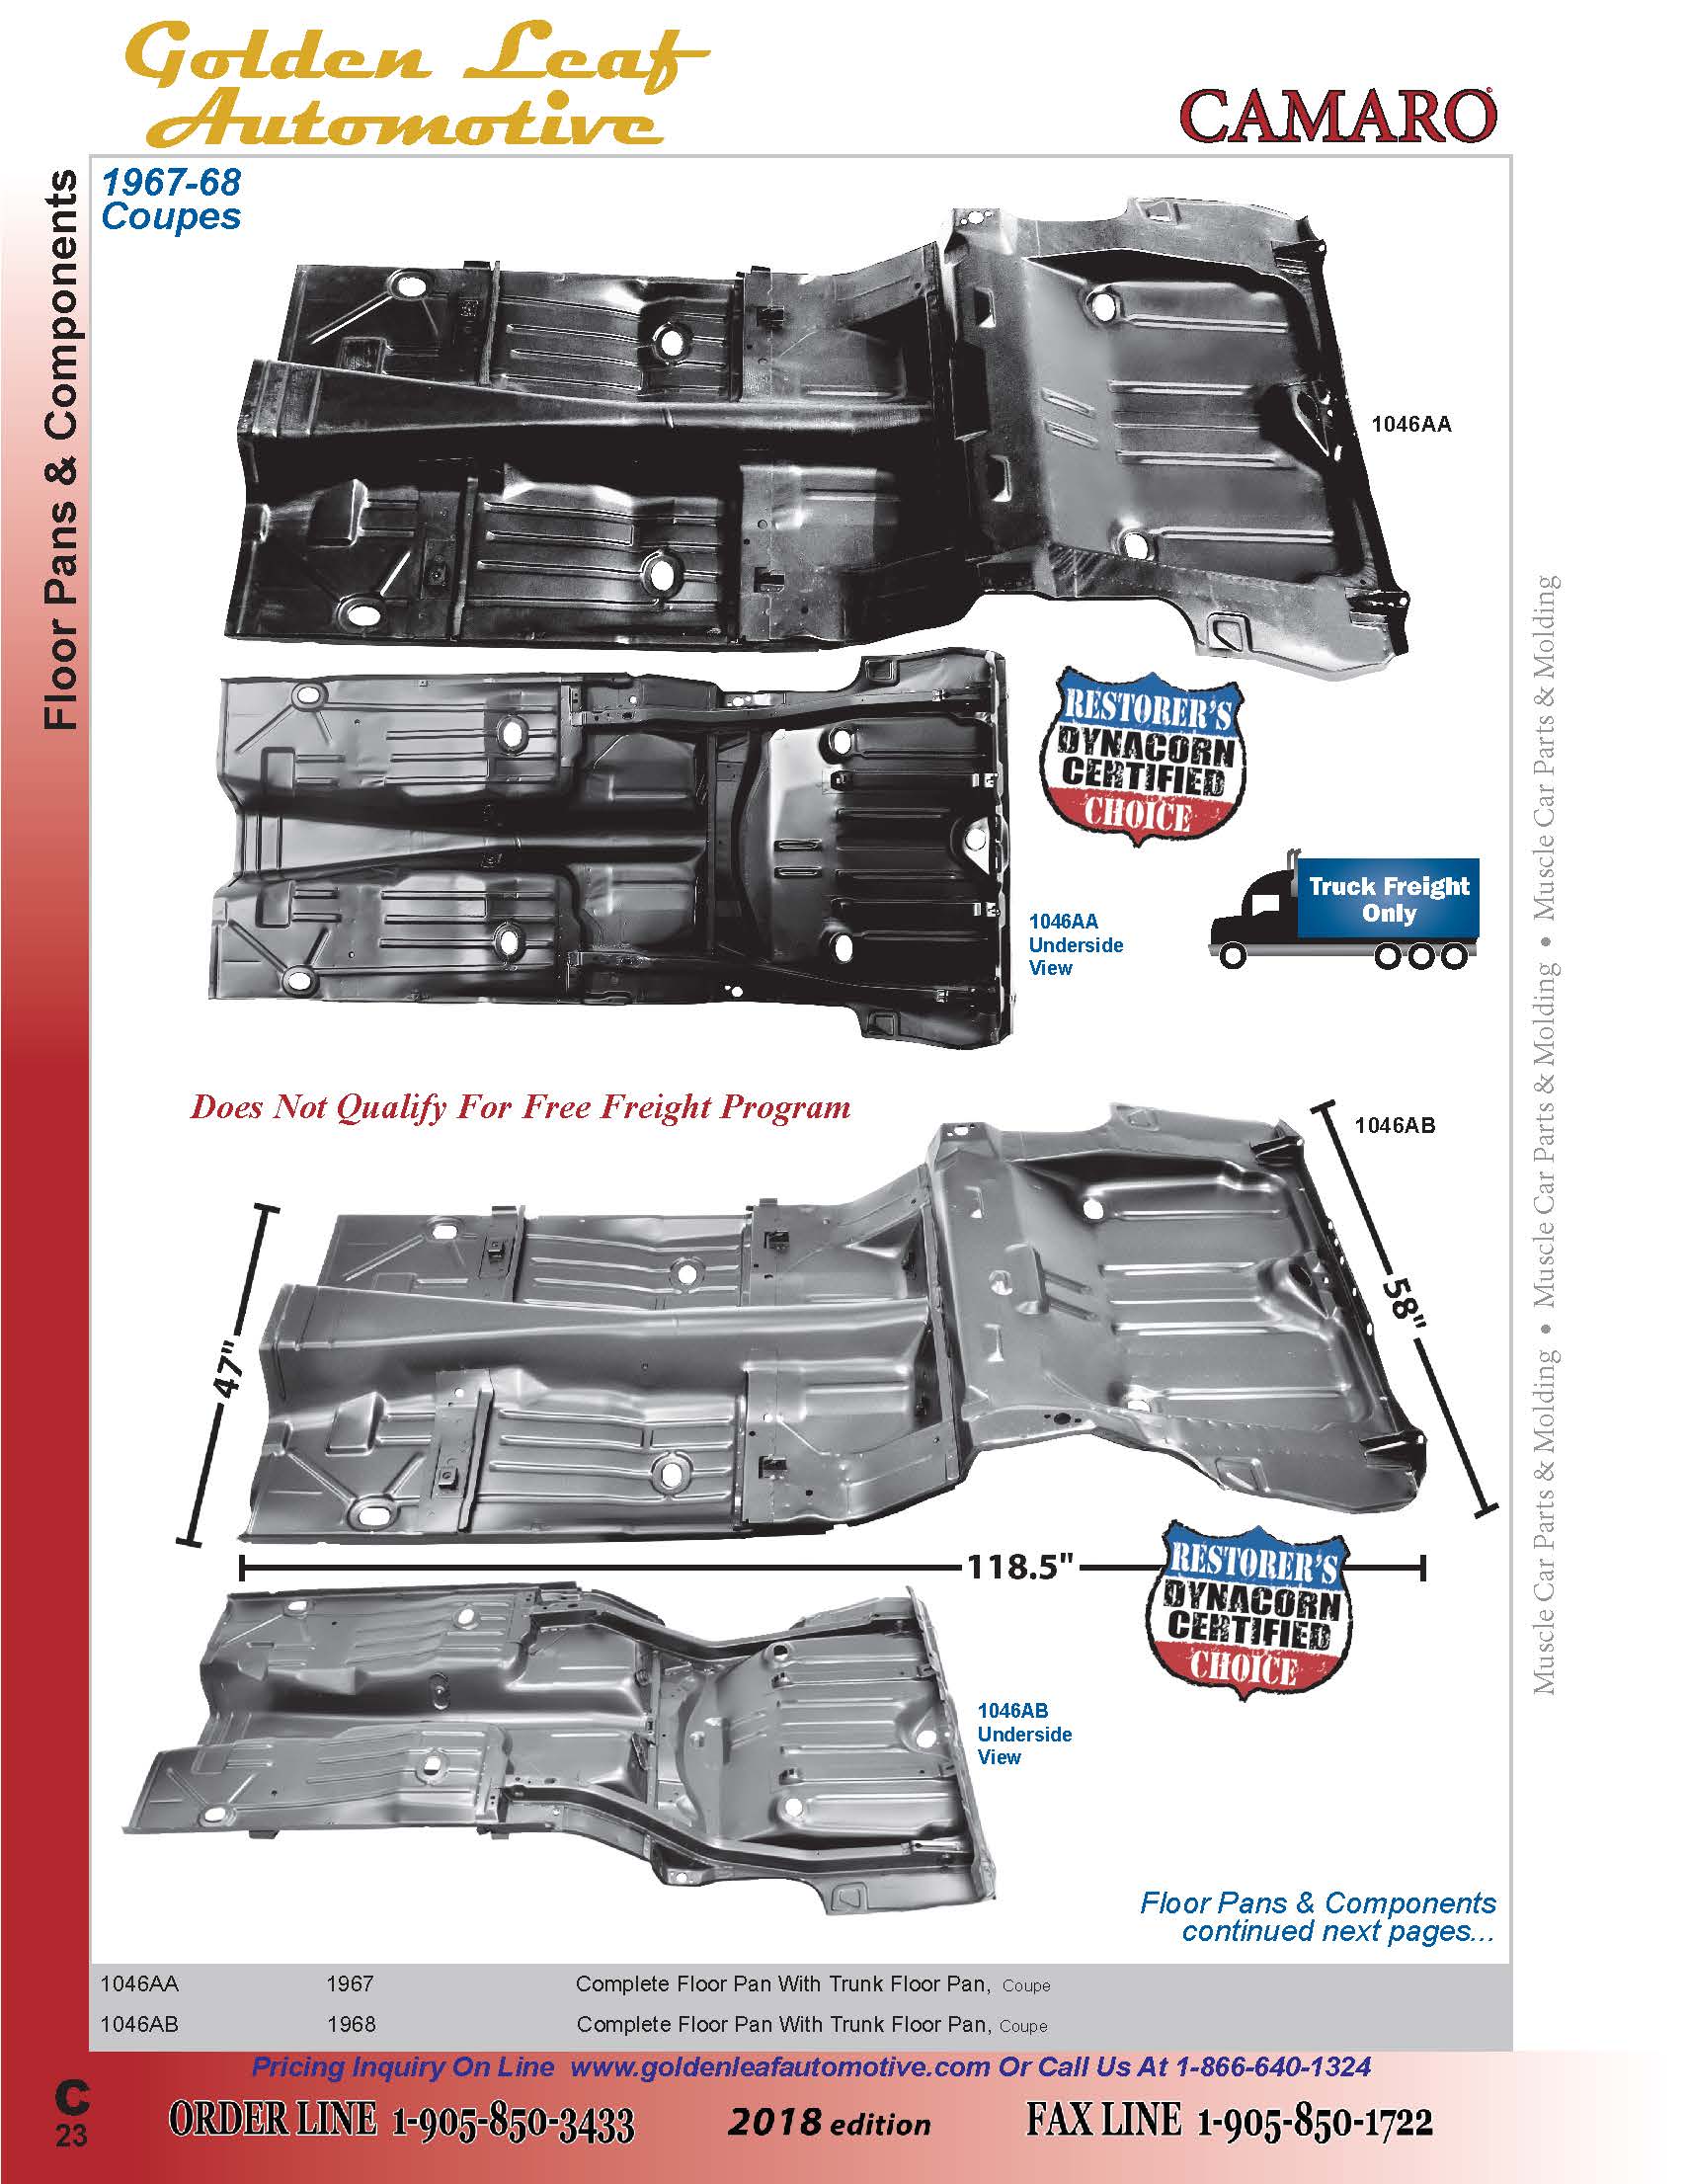 Golden Leaf
Automotive
CAMARO
Floor Pans & Components
1967-68
Coupes
1046AA
RESTORER'S
DYNACORN
CERTIFIED
CHOICE
Truck Freight
Only
1046AA
Underside
View
Does Not Qualify For Free Freight Program
1046AB
47"
58"
118.5"
RESTORER'S
DYNACORN
CERTIFIED
CHOICE
1046AB
Underside
View
Floor Pans & Components
continued next pages...
Muscle Car Parts & Molding • Muscle Car Parts & Molding • Muscle Car Parts & Molding
1046AA 1967 Complete Floor Pan With Trunk Floor Pan, Coupe
1046AB 1968 Complete Floor Pan With Trunk Floor Pan, Coupe
Pricing Inquiry On Line www.goldenleafautomotive.com Or Call Us At 1-866-640-1324
C
23
ORDER LINE 1-905-850-3433 2018 edition FAX LINE 1-905-850-1722